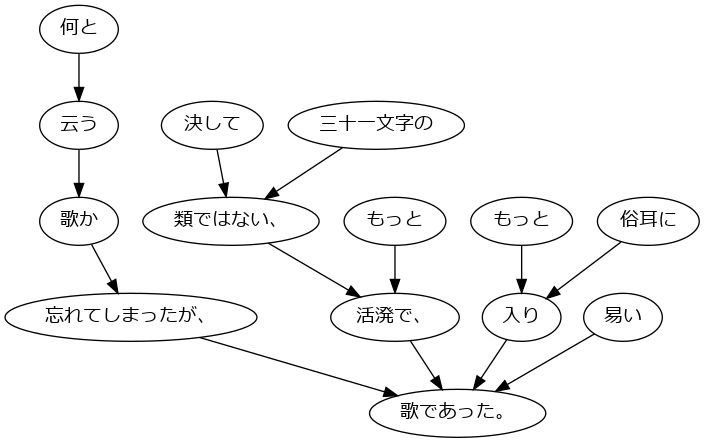 何と
云う
決して
三十一文字の
歌か
類ではない、
もっと
もっと
俗耳に
忘れてしまったが、
活溌で、
入り
易い
歌であった。